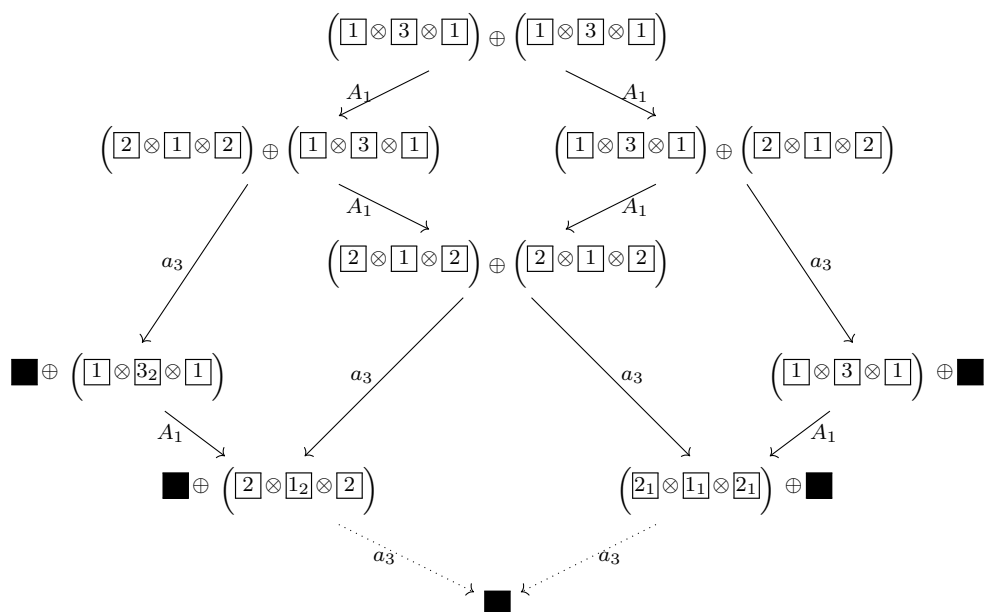 (1 ⊗ 3 ⊗ 1) ⊕ (1 ⊗ 3 ⊗ 1)
A₁ A₁
(2 ⊗ 1 ⊗ 2) ⊕ (1 ⊗ 3 ⊗ 1) (1 ⊗ 3 ⊗ 1) ⊕ (2 ⊗ 1 ⊗ 2)
A₁ A₁
(2 ⊗ 1 ⊗ 2) ⊕ (2 ⊗ 1 ⊗ 2)
a₃ a₃
■ ⊕ (1 ⊗ 3₂ ⊗ 1) a₃ a₃ (1 ⊗ 3 ⊗ 1) ⊕ ■
A₁ A₁
■ ⊕ (2 ⊗ 1₂ ⊗ 2) (2₁ ⊗ 1₁ ⊗ 2₁) ⊕ ■
a₃ a₃
■